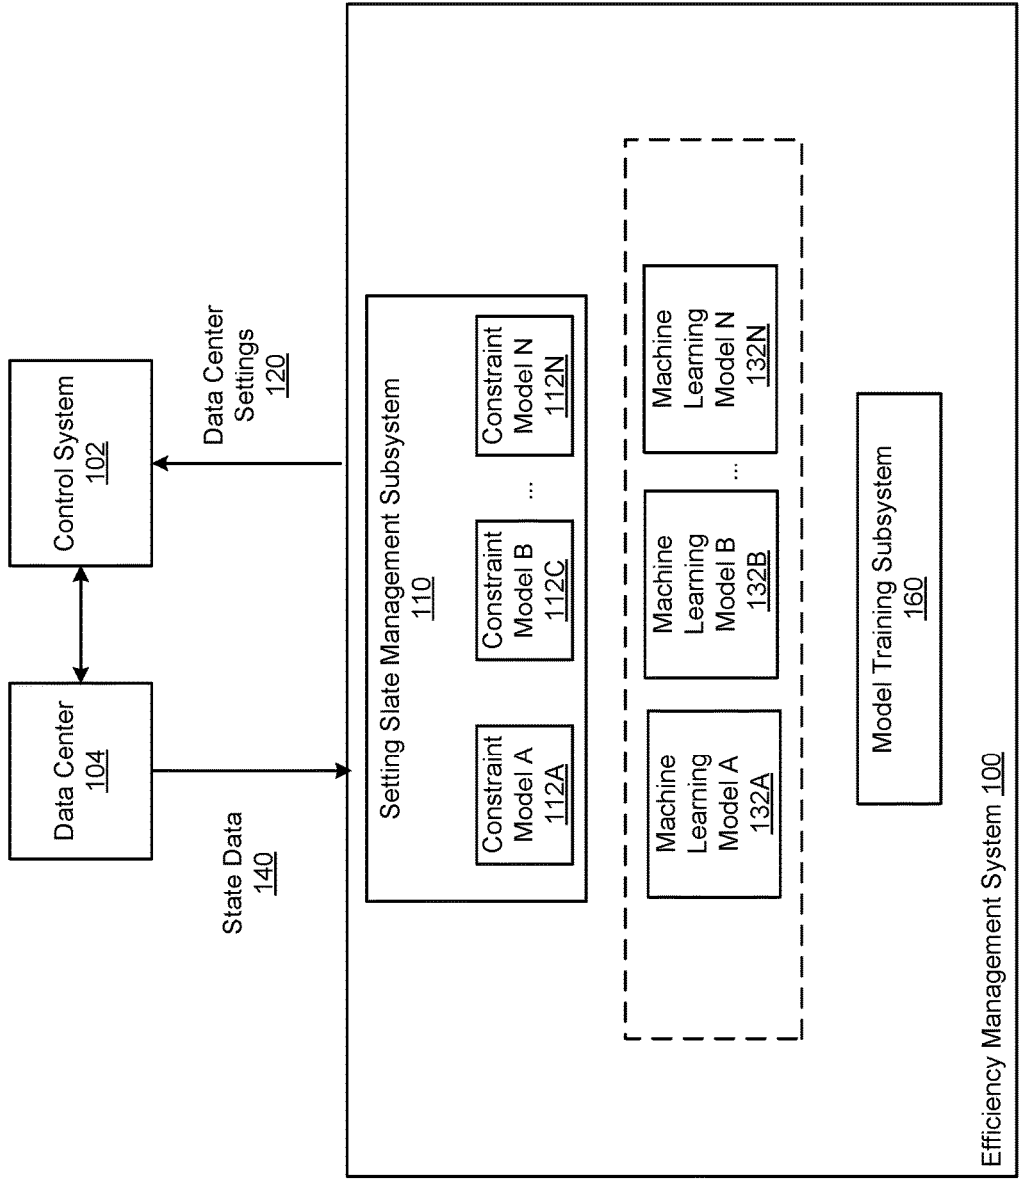 Data Center
104
Control System
102
State Data
140
Data Center
Settings
120
Setting Slate Management Subsystem
110
Constraint
Model A
112A
Constraint
Model B
112C
...
Constraint
Model N
112N
Machine
Learning
Model A
132A
Machine
Learning
Model B
132B
...
Machine
Learning
Model N
132N
Model Training Subsystem
160
Efficiency Management System 100